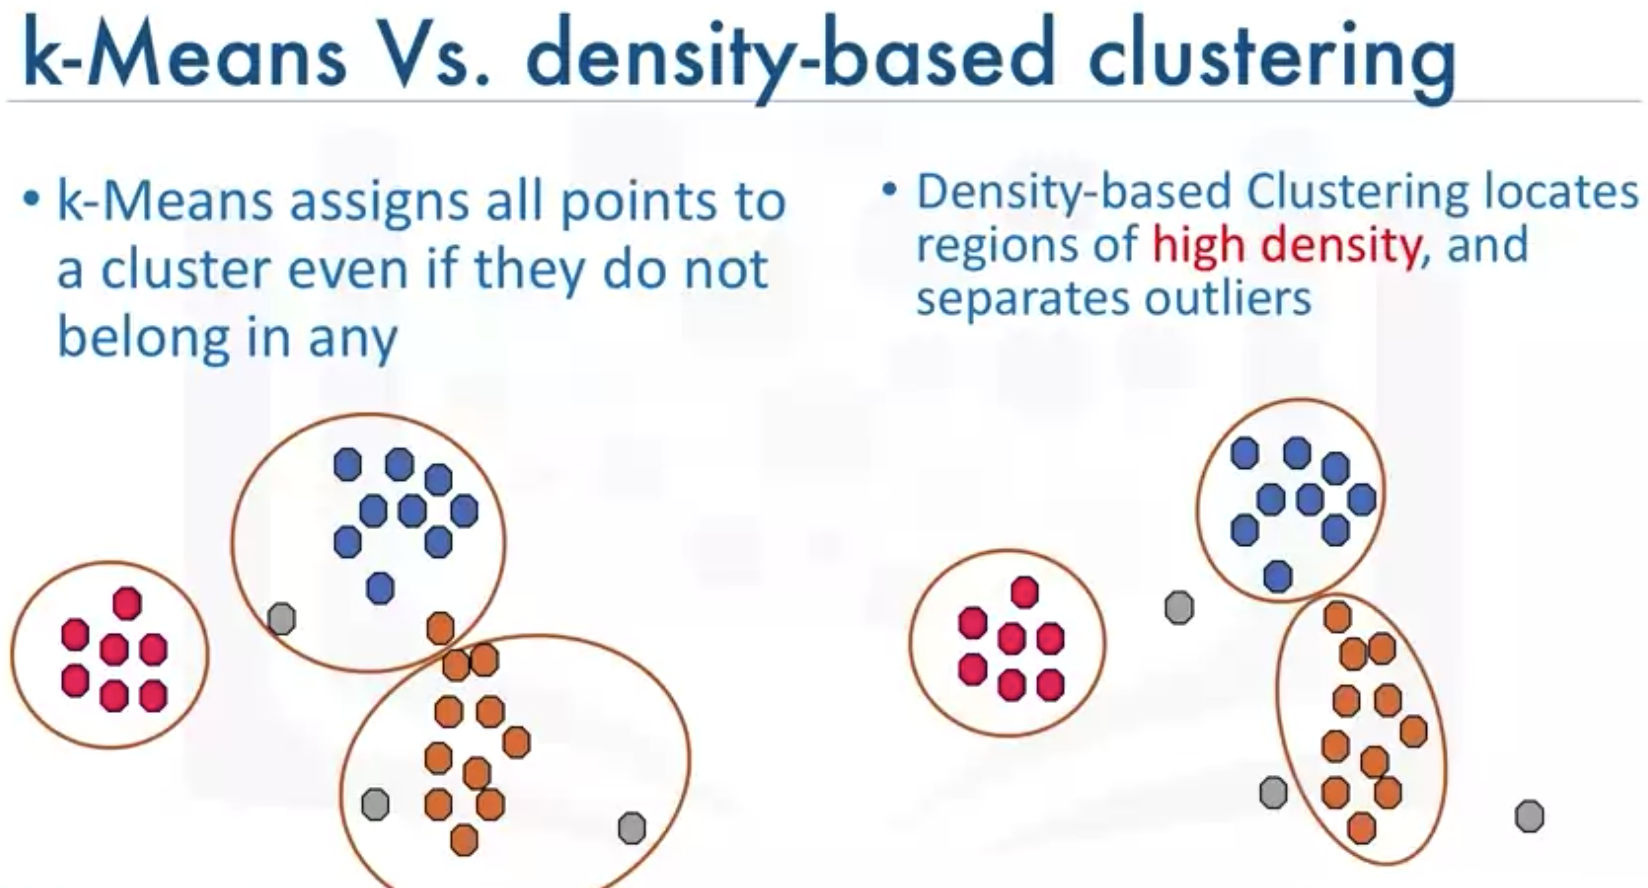 k-Means Vs. density-based clustering
• k-Means assigns all points to
a cluster even if they do not
belong in any
• Density-based Clustering locates
regions of high density, and
separates outliers